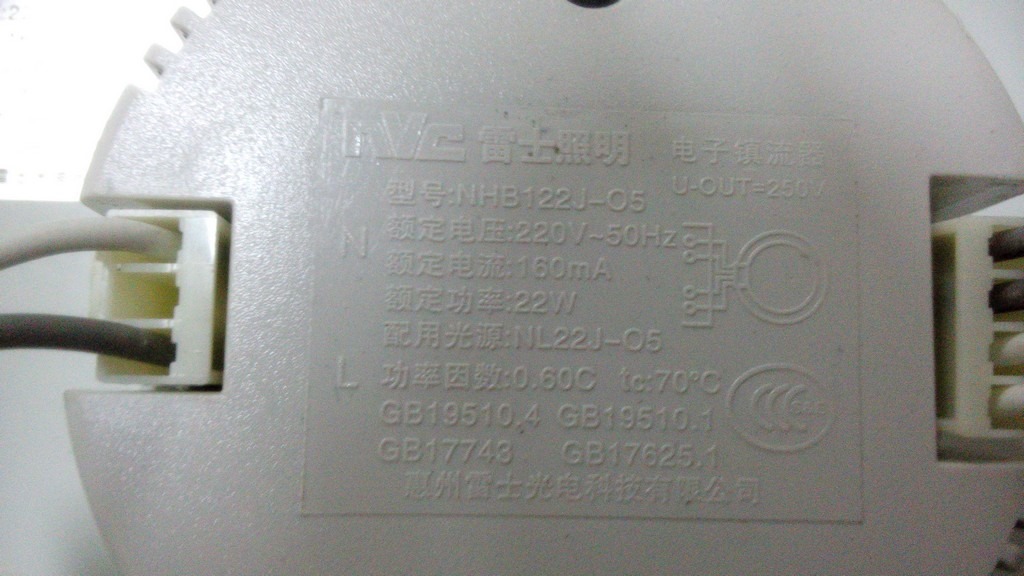 NVC 雷士照明 电子镇流器
型号:NHB122J-O5 U-OUT=250V
N 额定电压:220V~50Hz
额定电流:160mA
额定功率:22W
配用光源:NL22J-O5
L 功率因数:0.60C tc:70°C
GB19510.4 GB19510.1
GB17743 GB17625.1
惠州雷士光电科技有限公司